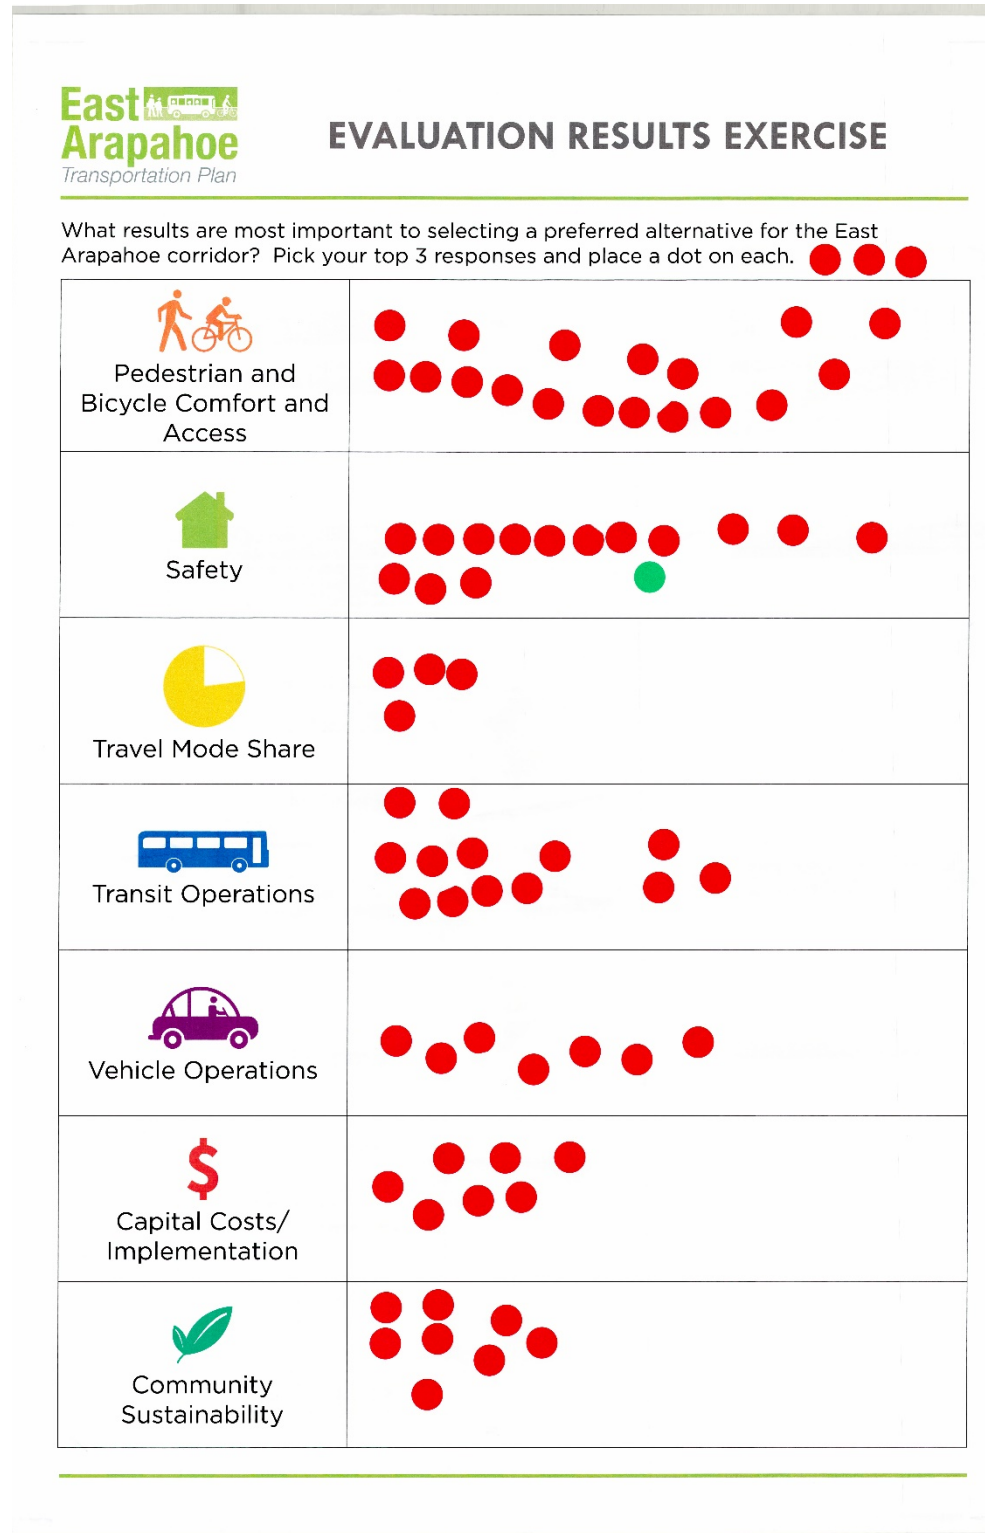 East
Arapahoe
Transportation Plan
EVALUATION RESULTS EXERCISE
What results are most important to selecting a preferred alternative for the East
Arapahoe corridor? Pick your top 3 responses and place a dot on each.
Pedestrian and
Bicycle Comfort and
Access
Safety
Travel Mode Share
Transit Operations
Vehicle Operations
$
Capital Costs/
Implementation
Community
Sustainability